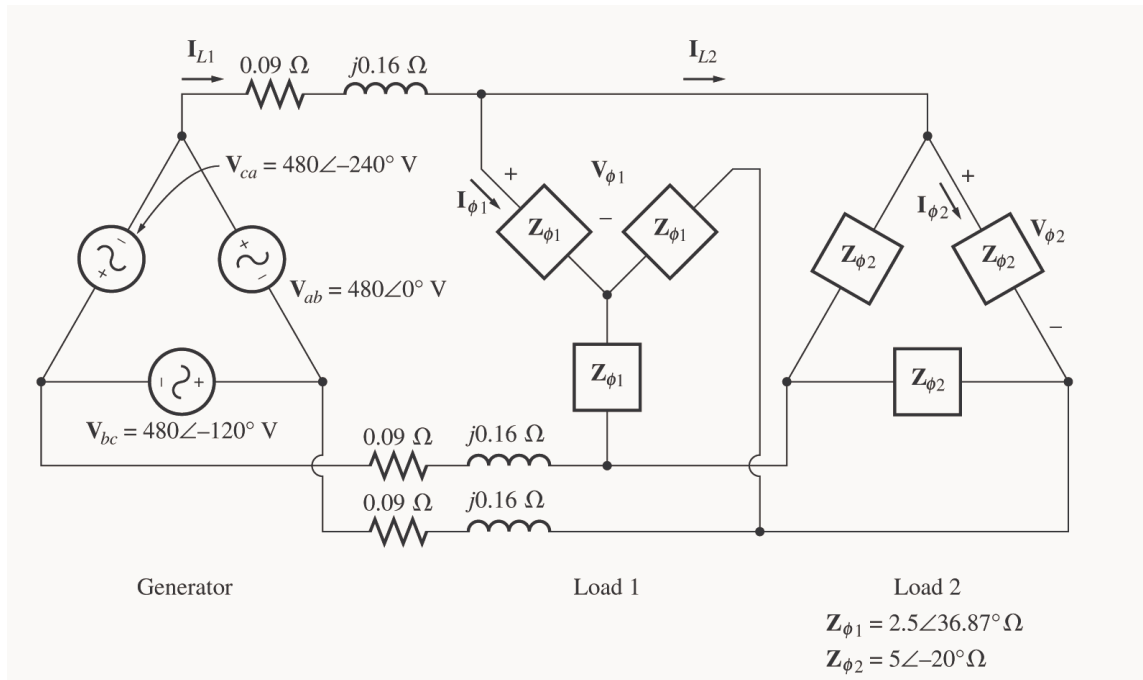 I_L1
0.09 Ω j0.16 Ω
I_L2
V_ca = 480∠–240° V
+
V_ϕ1
+
I_ϕ1
–
I_ϕ2
Z_ϕ1 Z_ϕ1
V_ϕ2
–
+
+
–
Z_ϕ2 Z_ϕ2
V_ab = 480∠0° V
–
– +
Z_ϕ1
Z_ϕ2
V_bc = 480∠–120° V
0.09 Ω j0.16 Ω
0.09 Ω j0.16 Ω
Generator Load 1 Load 2
Z_ϕ1 = 2.5∠36.87° Ω
Z_ϕ2 = 5∠–20° Ω